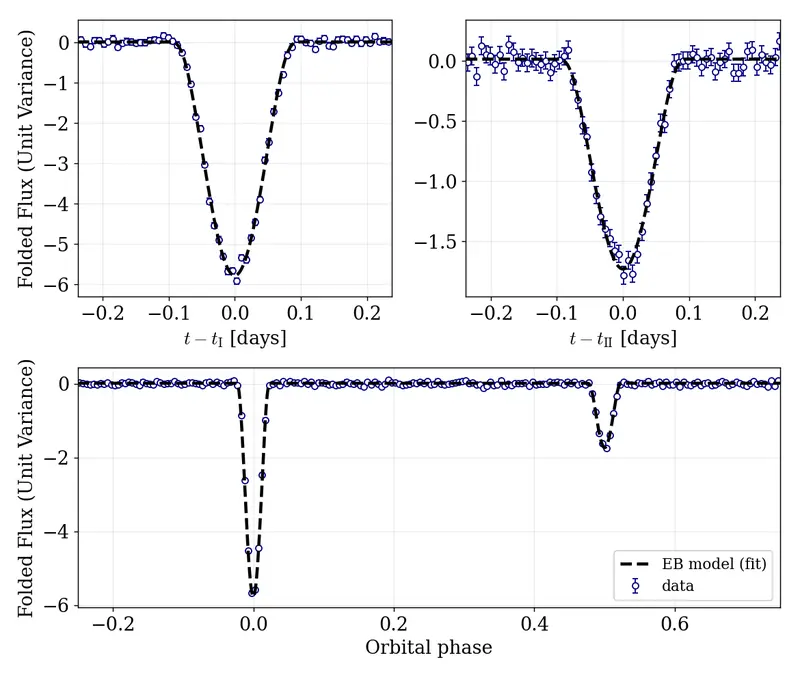 Folded Flux (Unit Variance)
0
−1
−2
−3
−4
−5
−6
−0.2 −0.1 0.0 0.1 0.2
t − t_I [days]
0.0
−0.5
−1.0
−1.5
−0.2 −0.1 0.0 0.1 0.2
t − t_II [days]
Folded Flux (Unit Variance)
0
−2
−4
−6
−0.2 0.0 0.2 0.4 0.6
Orbital phase
EB model (fit)
data